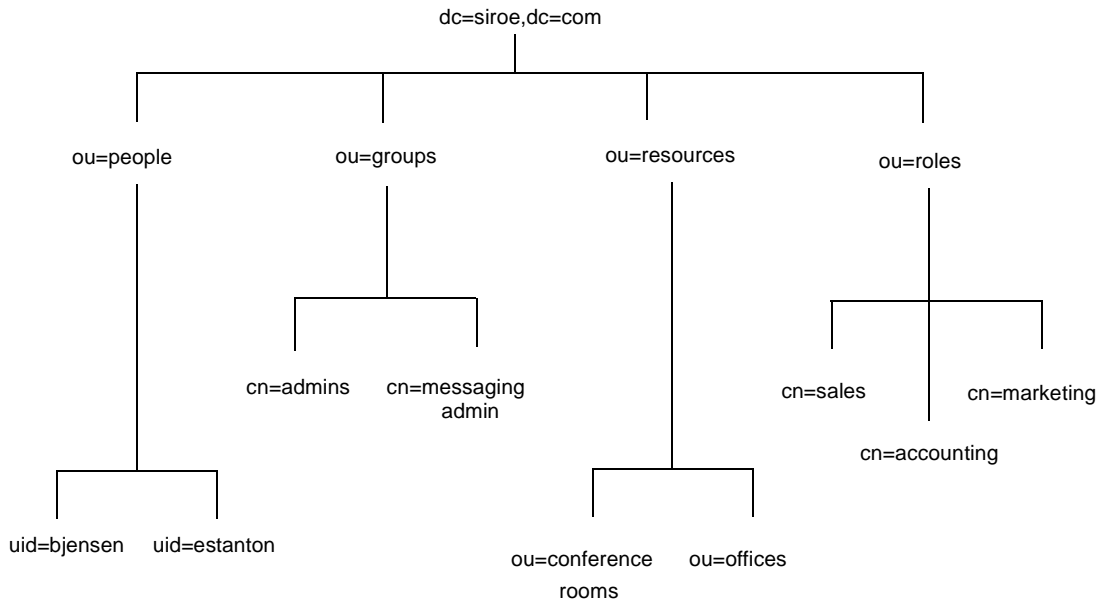 dc=siroe,dc=com
ou=people
ou=groups
ou=resources
ou=roles
cn=admins
cn=messaging
admin
cn=sales
cn=marketing
cn=accounting
uid=bjensen
uid=estanton
ou=conference
rooms
ou=offices